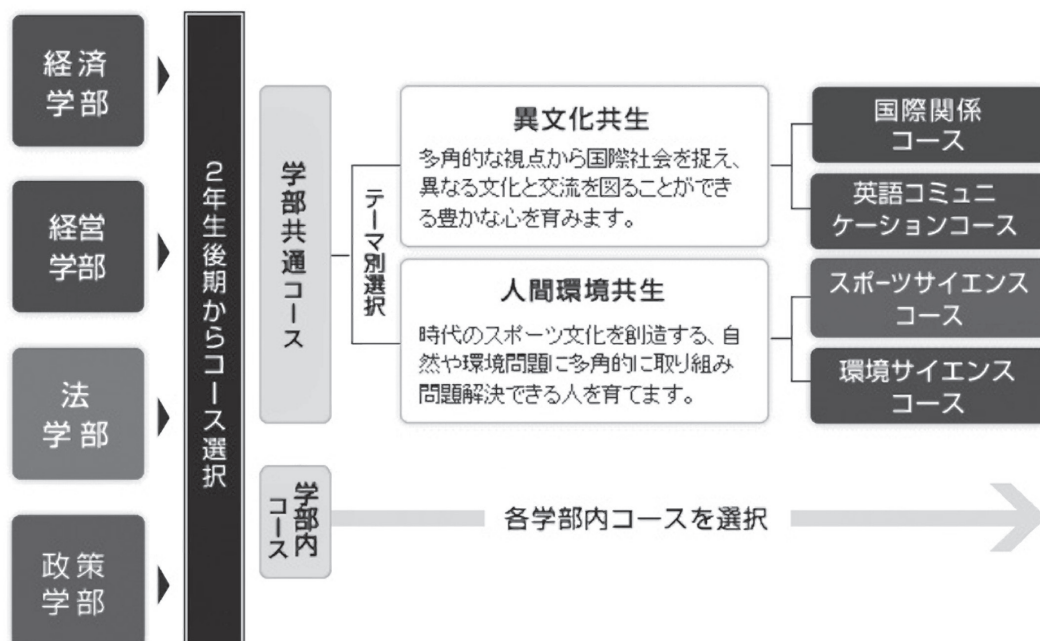 経済
学部
経営
学部
法
学部
政策
学部
2年生後期からコース選択
学部共通コース
テーマ別選択
異文化共生
多角的な視点から国際社会を捉え、
異なる文化と交流を図ることができ
る豊かな心を育みます。
国際関係
コース
英語コミュニ
ケーションコース
人間環境共生
時代のスポーツ文化を創造する、自
然や環境問題に多角的に取り組み
問題解決できる人を育てます。
スポーツサイエンス
コース
環境サイエンス
コース
学部内
コース
各学部内コースを選択